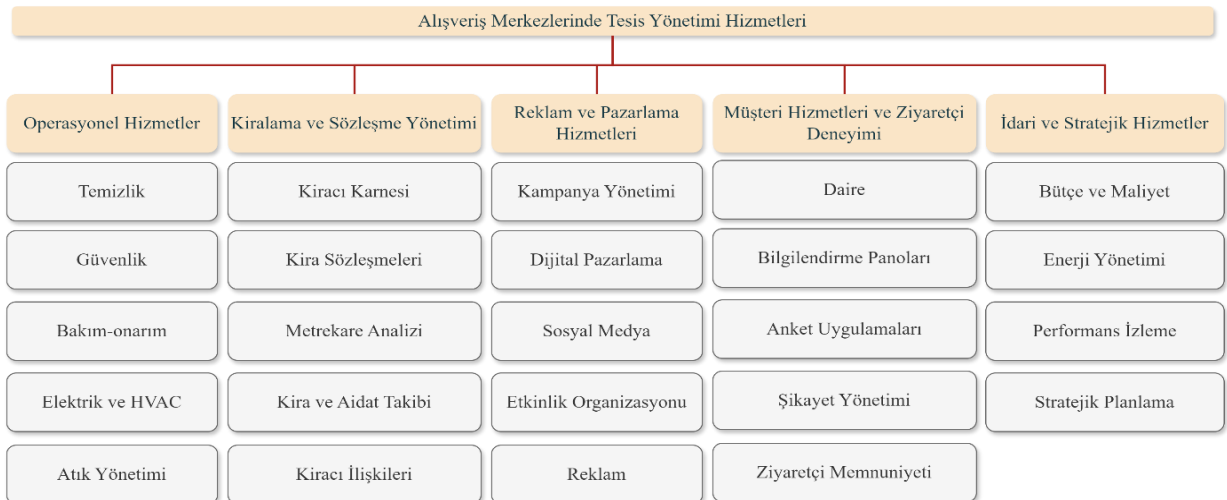 Alışveriş Merkezlerinde Tesis Yönetimi Hizmetleri
Operasyonel Hizmetler
Temizlik
Güvenlik
Bakım-onarım
Elektrik ve HVAC
Atık Yönetimi
Kiralama ve Sözleşme Yönetimi
Kiracı Karnesi
Kira Sözleşmeleri
Metrekare Analizi
Kira ve Aidat Takibi
Kiracı İlişkileri
Reklam ve Pazarlama
Hizmetleri
Kampanya Yönetimi
Dijital Pazarlama
Sosyal Medya
Etkinlik Organizasyonu
Reklam
Müşteri Hizmetleri ve Ziyaretçi
Deneyimi
Daire
Bilgilendirme Panoları
Anket Uygulamaları
Şikayet Yönetimi
Ziyaretçi Memnuniyeti
İdari ve Stratejik Hizmetler
Bütçe ve Maliyet
Enerji Yönetimi
Performans İzleme
Stratejik Planlama